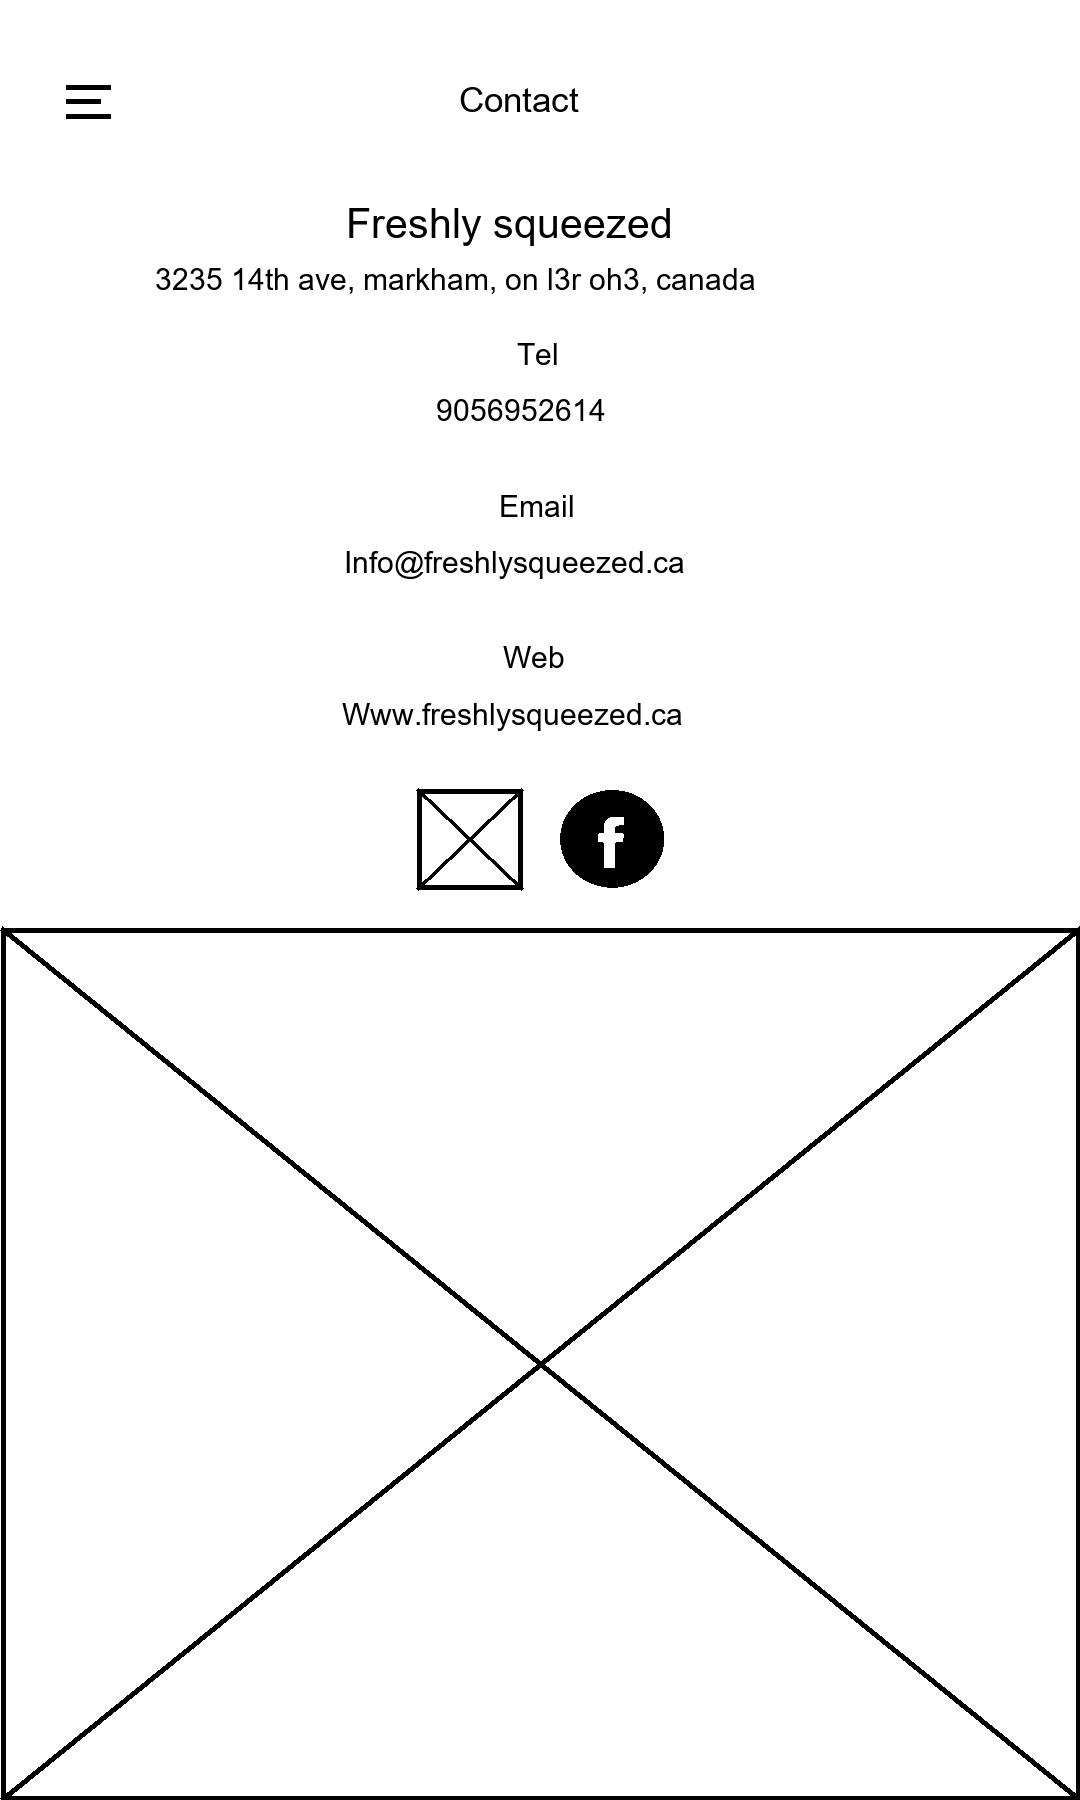 Contact
Freshly squeezed
3235 14th ave, markham, on l3r oh3, canada
Tel
9056952614
Email
Info@freshlysqueezed.ca
Web
Www.freshlysqueezed.ca
f